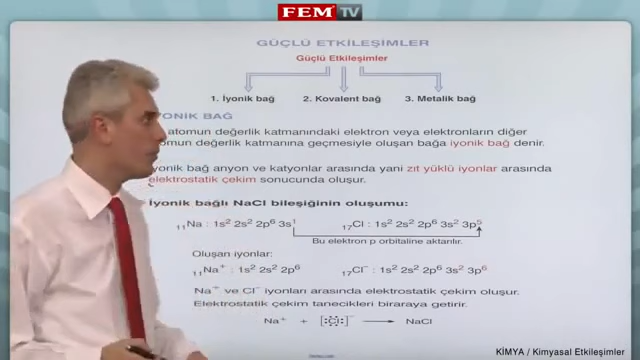 FEM TV
GÜÇLÜ ETKİLEŞİMLER
Güçlü Etkileşimler
1. İyonik bağ 2. Kovalent bağ 3. Metalik bağ
YONİK BAĞ
atomun değerlik katmanındaki elektron veya elektronların diğer
omun değerlik katmanına geçmesiyle oluşan bağa iyonik bağ denir.
yonik bağ anyon ve katyonlar arasında yani zıt yüklü iyonlar arasında
elektrostatik çekim sonucunda oluşur.
İyonik bağlı NaCl bileşiğinin oluşumu:
₁₁Na : 1s² 2s² 2p⁶ 3s¹ ₁₇Cl : 1s² 2s² 2p⁶ 3s² 3p⁵
Bu elektron p orbitaline aktarılır.
Oluşan iyonlar:
₁₁Na⁺ : 1s² 2s² 2p⁶ ₁₇Cl⁻ : 1s² 2s² 2p⁶ 3s² 3p⁶
Na⁺ ve Cl⁻ iyonları arasında elektrostatik çekim oluşur.
Elektrostatik çekim tanecikleri biraraya getirir.
Na⁺ + [:Cl:]⁻ → NaCl
KİMYA / Kimyasal Etkileşimler